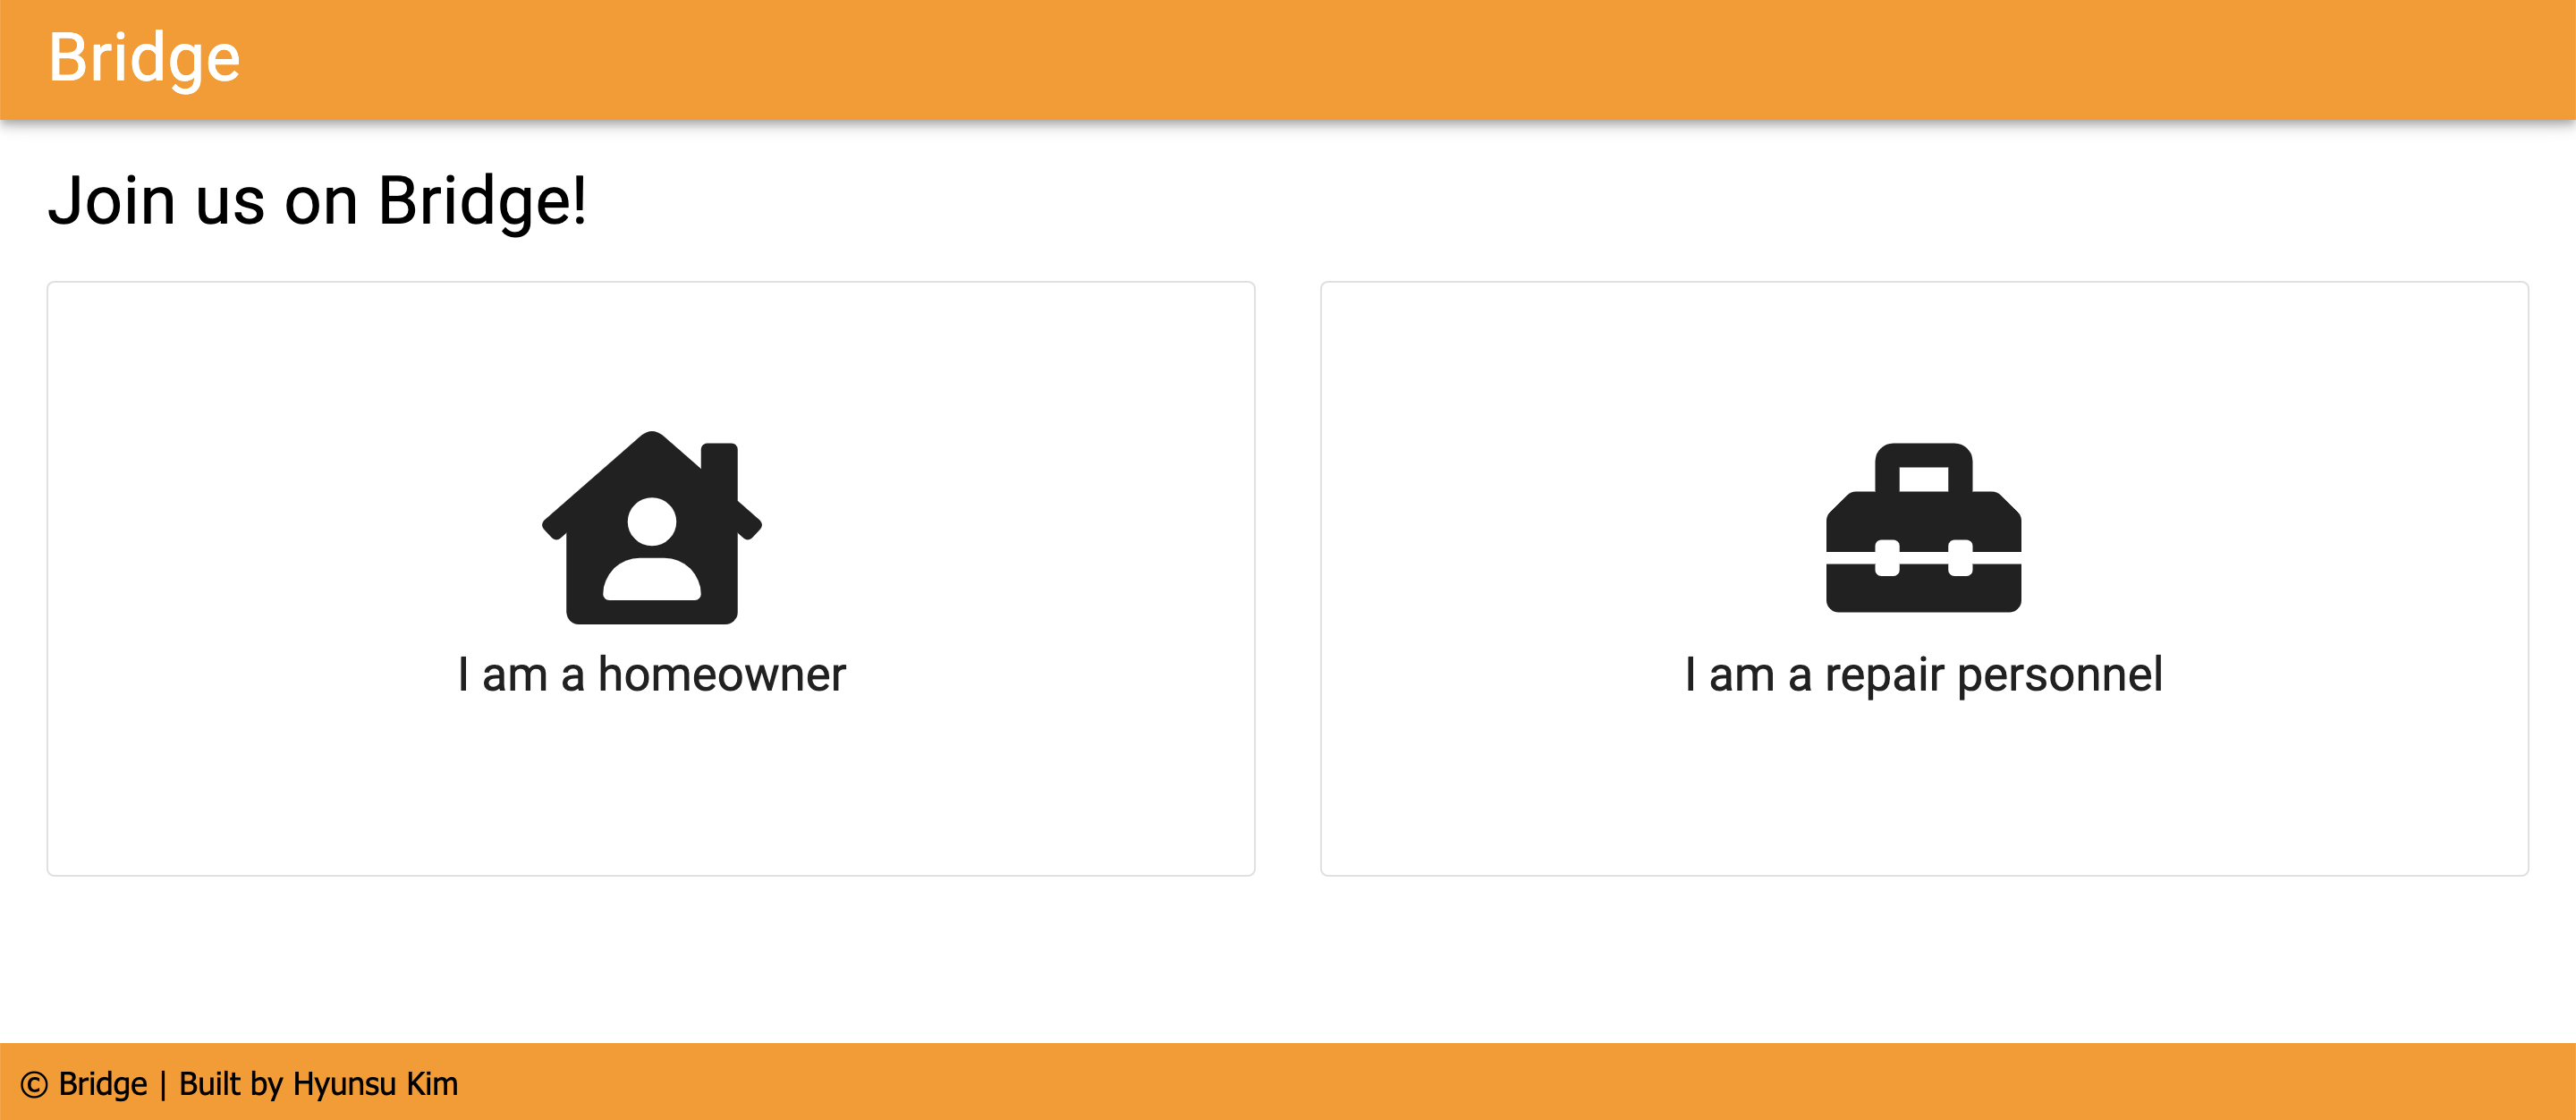 Bridge
Join us on Bridge!
I am a homeowner
I am a repair personnel
© Bridge | Built by Hyunsu Kim